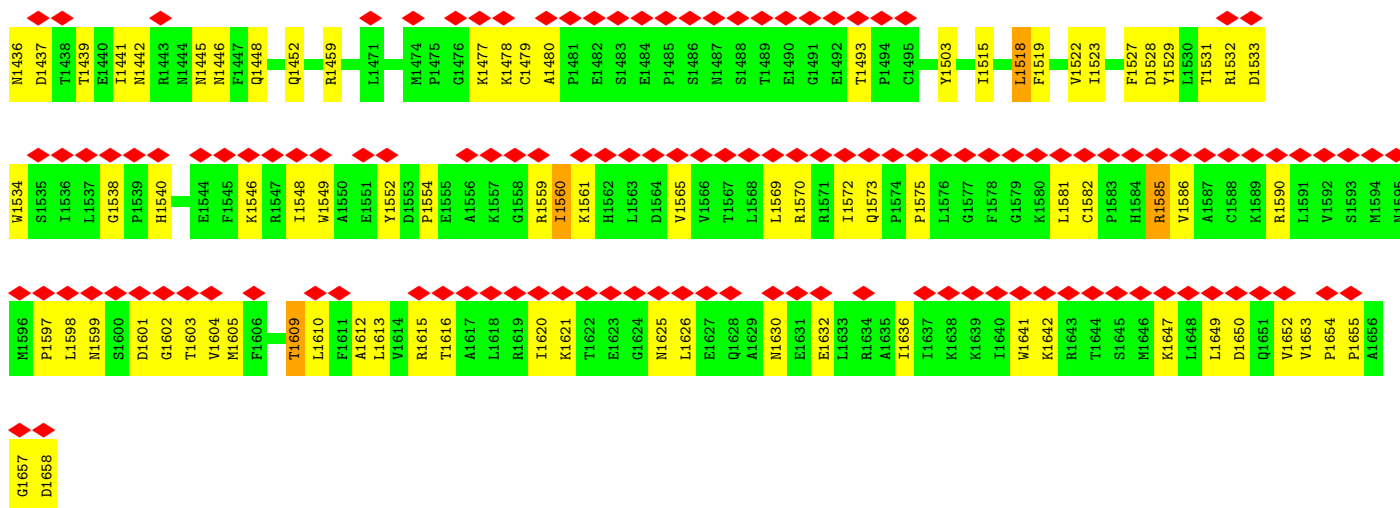 N1436 D1437 T1438 T1439 E1440 I1441 N1442 R1443 N1444 N1445 N1446 F1447 Q1448 Q1452 R1459 L1471 M1474 P1475 G1476 K1477 K1478 C1479 A1480 P1481 E1482 S1483 E1484 P1485 S1486 N1487 S1488 T1489 E1490 G1491 E1492 T1493 P1494 C1495 Y1503 I1515 L1518 F1519 V1522 I1523 F1527 D1528 Y1529 L1530 T1531 R1532 D1533
W1534 S1535 I1536 L1537 G1538 P1539 H1540 E1544 F1545 K1546 R1547 I1548 W1549 A1550 E1551 Y1552 D1553 P1554 E1555 A1556 K1557 G1558 R1559 I1560 K1561 H1562 L1563 D1564 V1565 V1566 T1567 L1568 L1569 R1570 R1571 I1572 Q1573 P1574 P1575 L1576 G1577 F1578 G1579 K1580 L1581 C1582 P1583 H1584 R1585 V1586 A1587 C1588 K1589 R1590 L1591 V1592 S1593 M1594 N1595
M1596 P1597 L1598 N1599 S1600 D1601 G1602 T1603 V1604 M1605 F1606 T1609 L1610 F1611 A1612 L1613 V1614 R1615 T1616 A1617 L1618 R1619 I1620 K1621 T1622 E1623 G1624 N1625 L1626 E1627 Q1628 A1629 N1630 E1631 E1632 L1633 R1634 A1635 I1636 I1637 K1638 K1639 I1640 W1641 K1642 R1643 T1644 S1645 M1646 K1647 L1648 L1649 D1650 Q1651 V1652 V1653 P1654 P1655 A1656
G1657 D1658